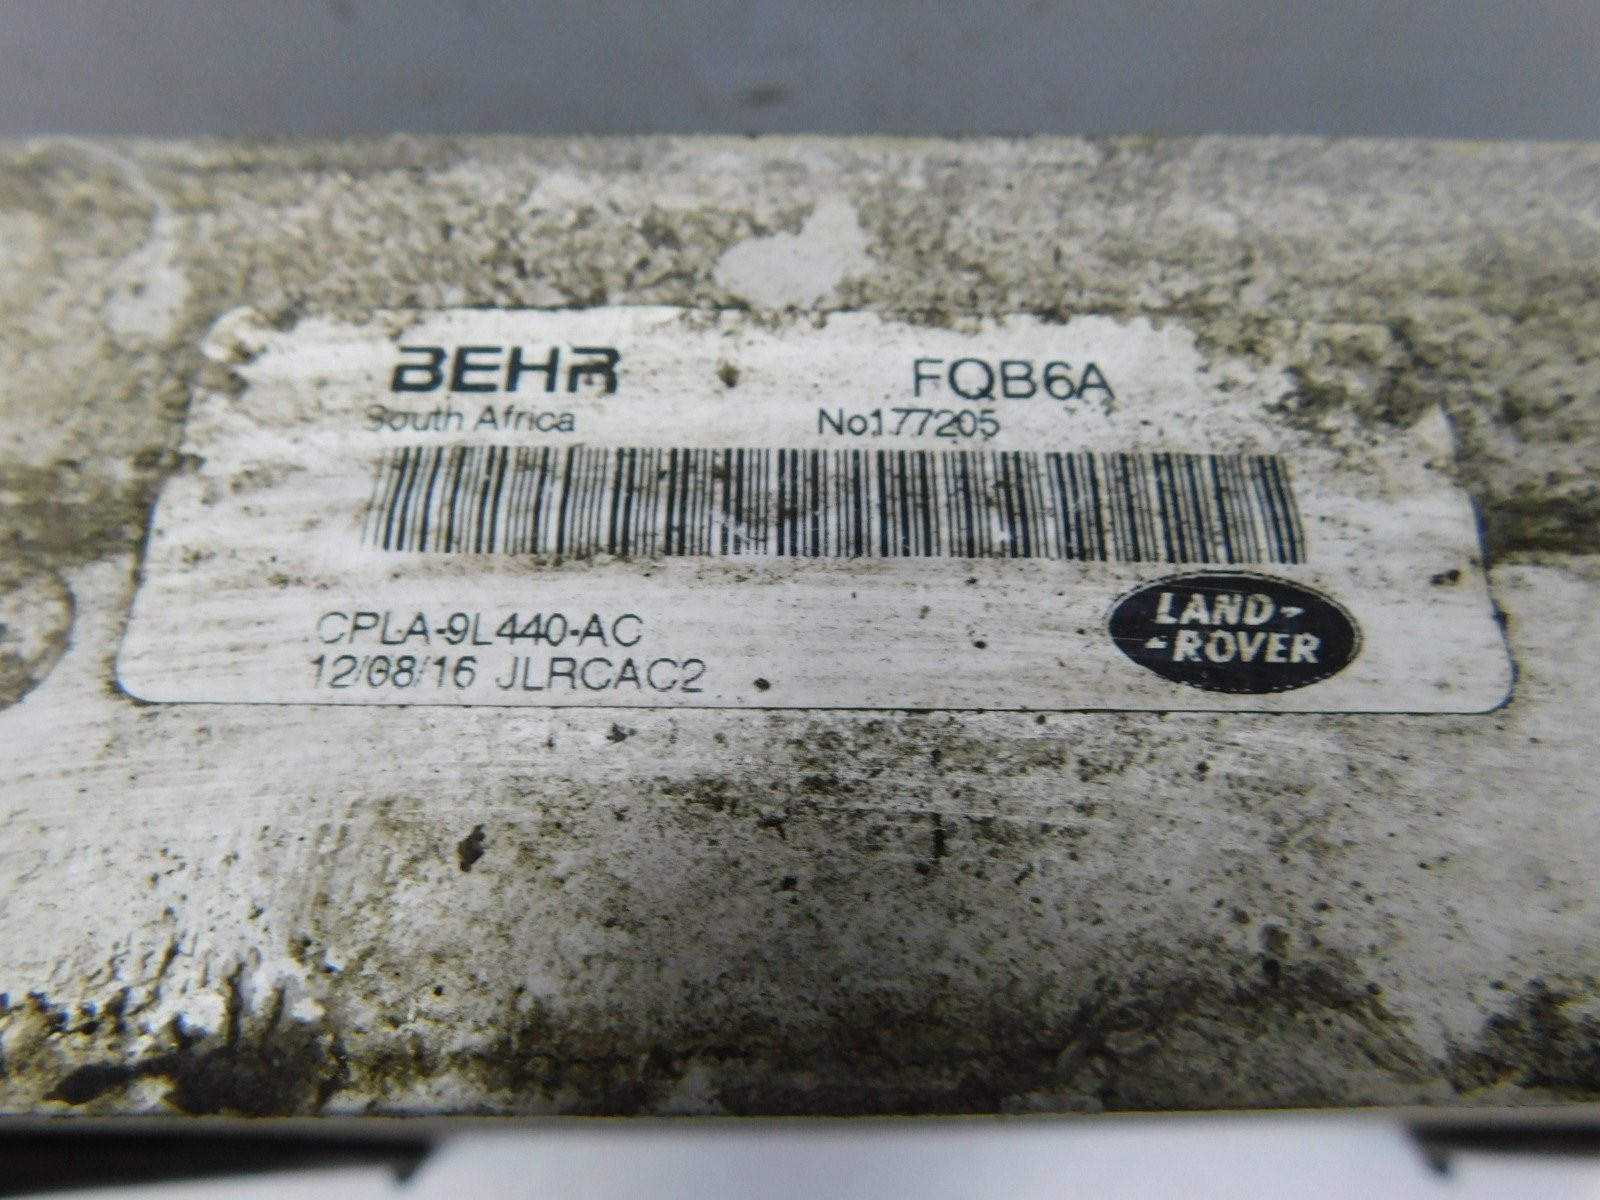 BEHR FQB6A
South Africa No177205
CPLA-9L440-AC
12/08/16 JLRCAC2
LAND-
-ROVER